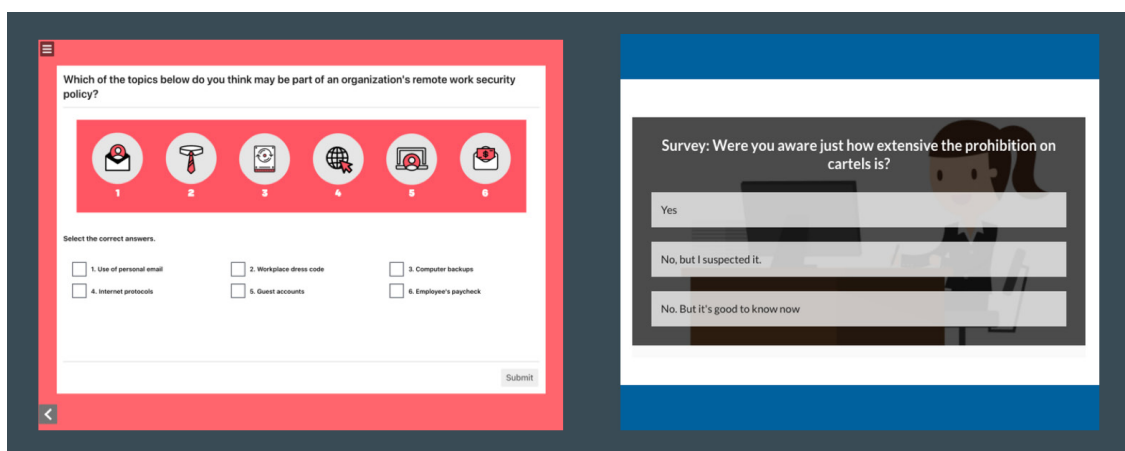 Which of the topics below do you think may be part of an organization's remote work security
policy?
1
2
3
4
5
6
Select the correct answers.
1. Use of personal email
2. Workplace dress code
3. Computer backups
4. Internet protocols
5. Guest accounts
6. Employee's paycheck
Submit
Survey: Were you aware just how extensive the prohibition on
cartels is?
Yes
No, but I suspected it.
No. But it's good to know now